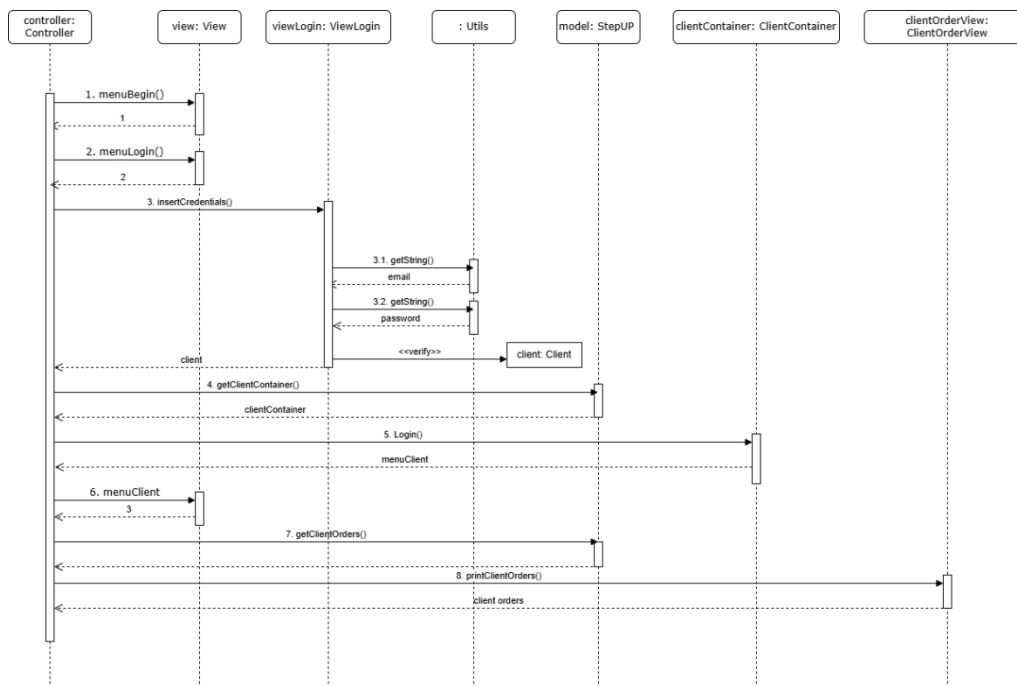 controller:
Controller
view: View
viewLogin: ViewLogin
: Utils
model: StepUP
clientContainer: ClientContainer
clientOrderView:
ClientOrderView
1. menuBegin()
1
2. menuLogin()
2
3. insertCredentials()
3.1. getString()
email
3.2. getString()
password
<<verify>>
client: Client
client
4. getClientContainer()
clientContainer
5. Login()
menuClient
6. menuClient
3
7. getClientOrders()
8. printClientOrders()
client orders